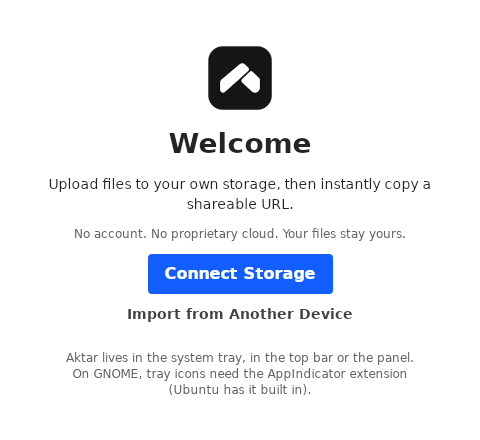 Welcome
Upload files to your own storage, then instantly copy a
shareable URL.
No account. No proprietary cloud. Your files stay yours.
Connect Storage
Import from Another Device
Aktar lives in the system tray, in the top bar or the panel.
On GNOME, tray icons need the AppIndicator extension
(Ubuntu has it built in).